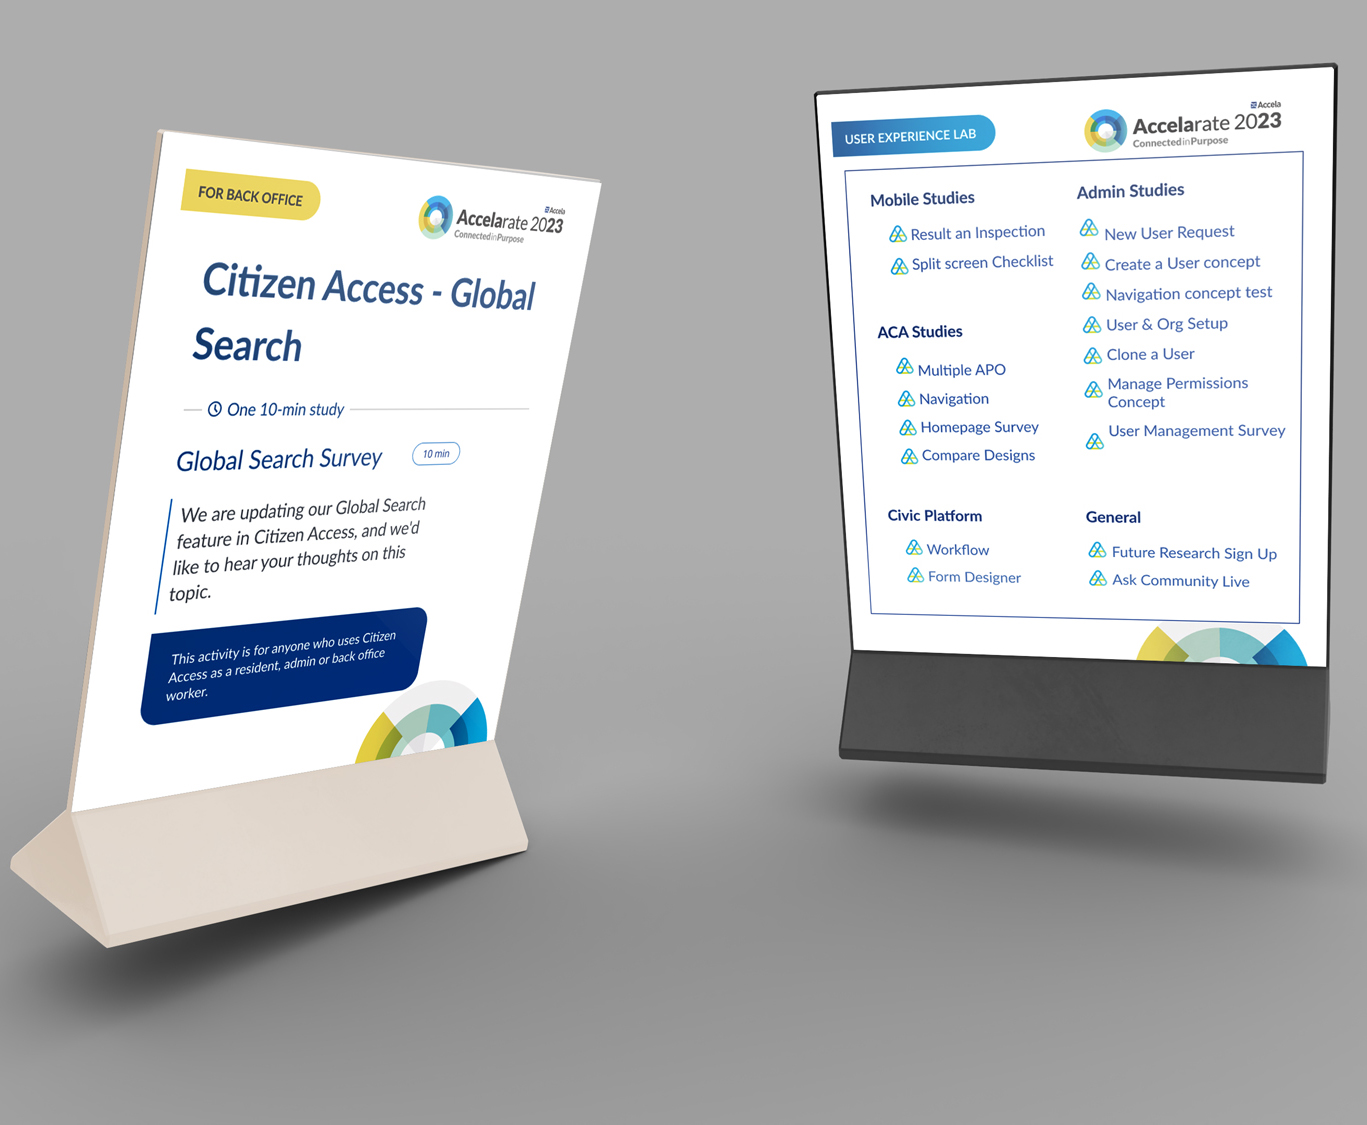 FOR BACK OFFICE
Accela
Accelarate 2023
Connected in Purpose
Citizen Access - Global
Search
One 10-min study
Global Search Survey
10 min
We are updating our Global Search
feature in Citizen Access, and we'd
like to hear your thoughts on this
topic.
This activity is for anyone who uses Citizen
Access as a resident, admin or back office
worker.
USER EXPERIENCE LAB
Accela
Accelarate 2023
Connected in Purpose
Mobile Studies
Result an Inspection
Split screen Checklist
ACA Studies
Multiple APO
Navigation
Homepage Survey
Compare Designs
Civic Platform
Workflow
Form Designer
Admin Studies
New User Request
Create a User concept
Navigation concept test
User & Org Setup
Clone a User
Manage Permissions
Concept
User Management Survey
General
Future Research Sign Up
Ask Community Live